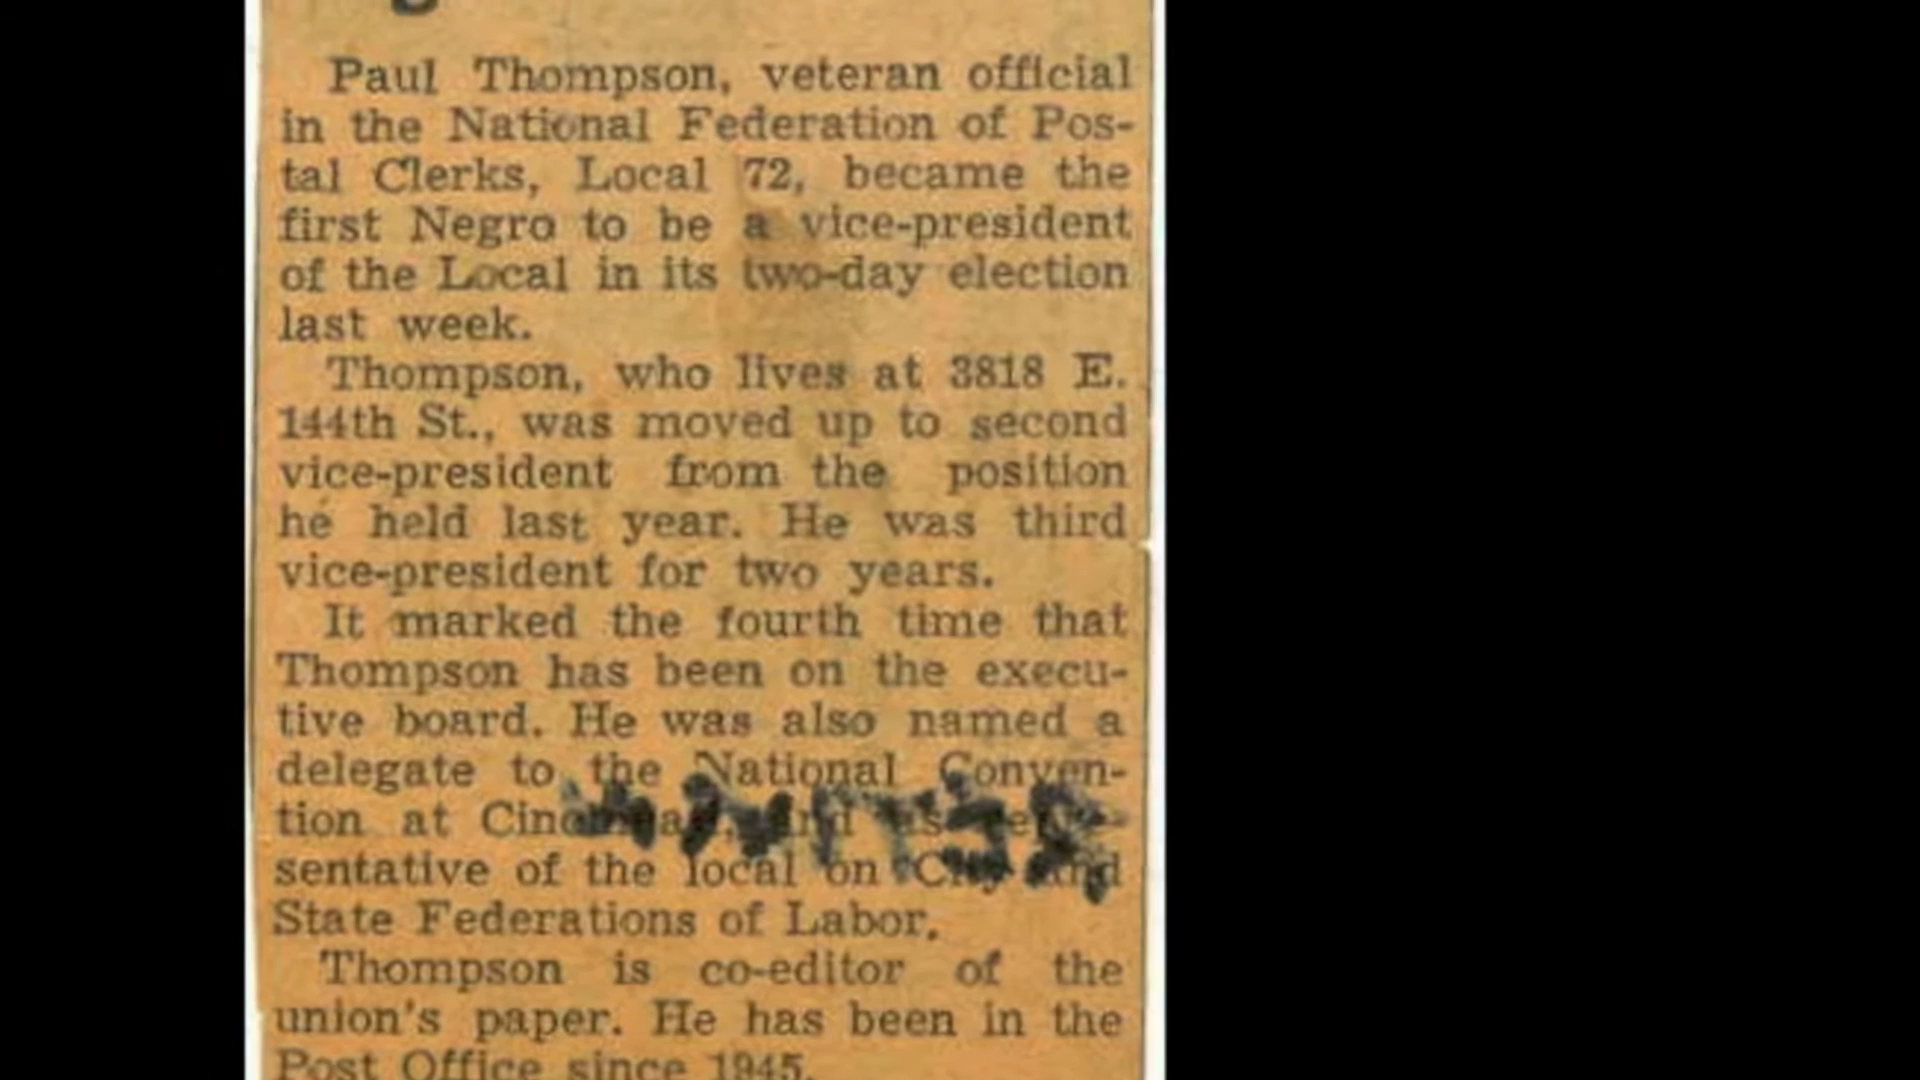 Paul Thompson, veteran official
in the National Federation of Pos-
tal Clerks, Local 72, became the
first Negro to be a vice-president
of the Local in its two-day election
last week.
Thompson, who lives at 3818 E.
144th St., was moved up to second
vice-president from the position
he held last year. He was third
vice-president for two years.
It marked the fourth time that
Thompson has been on the execu-
tive board. He was also named a
delegate to the National Conven-
tion at
sentative of the local on City and
State Federations of Labor.
Thompson is co-editor of the
union's paper. He has been in the
Post Office since 1945.